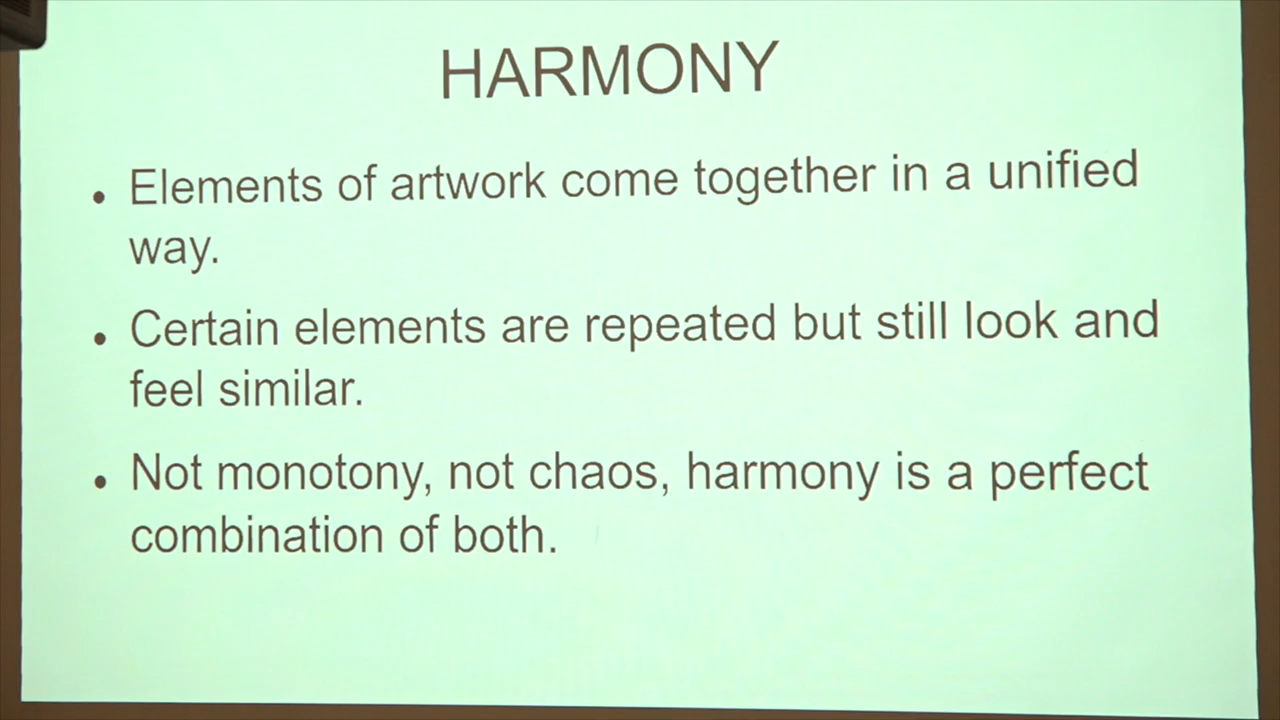 HARMONY
• Elements of artwork come together in a unified
way.
• Certain elements are repeated but still look and
feel similar.
• Not monotony, not chaos, harmony is a perfect
combination of both.